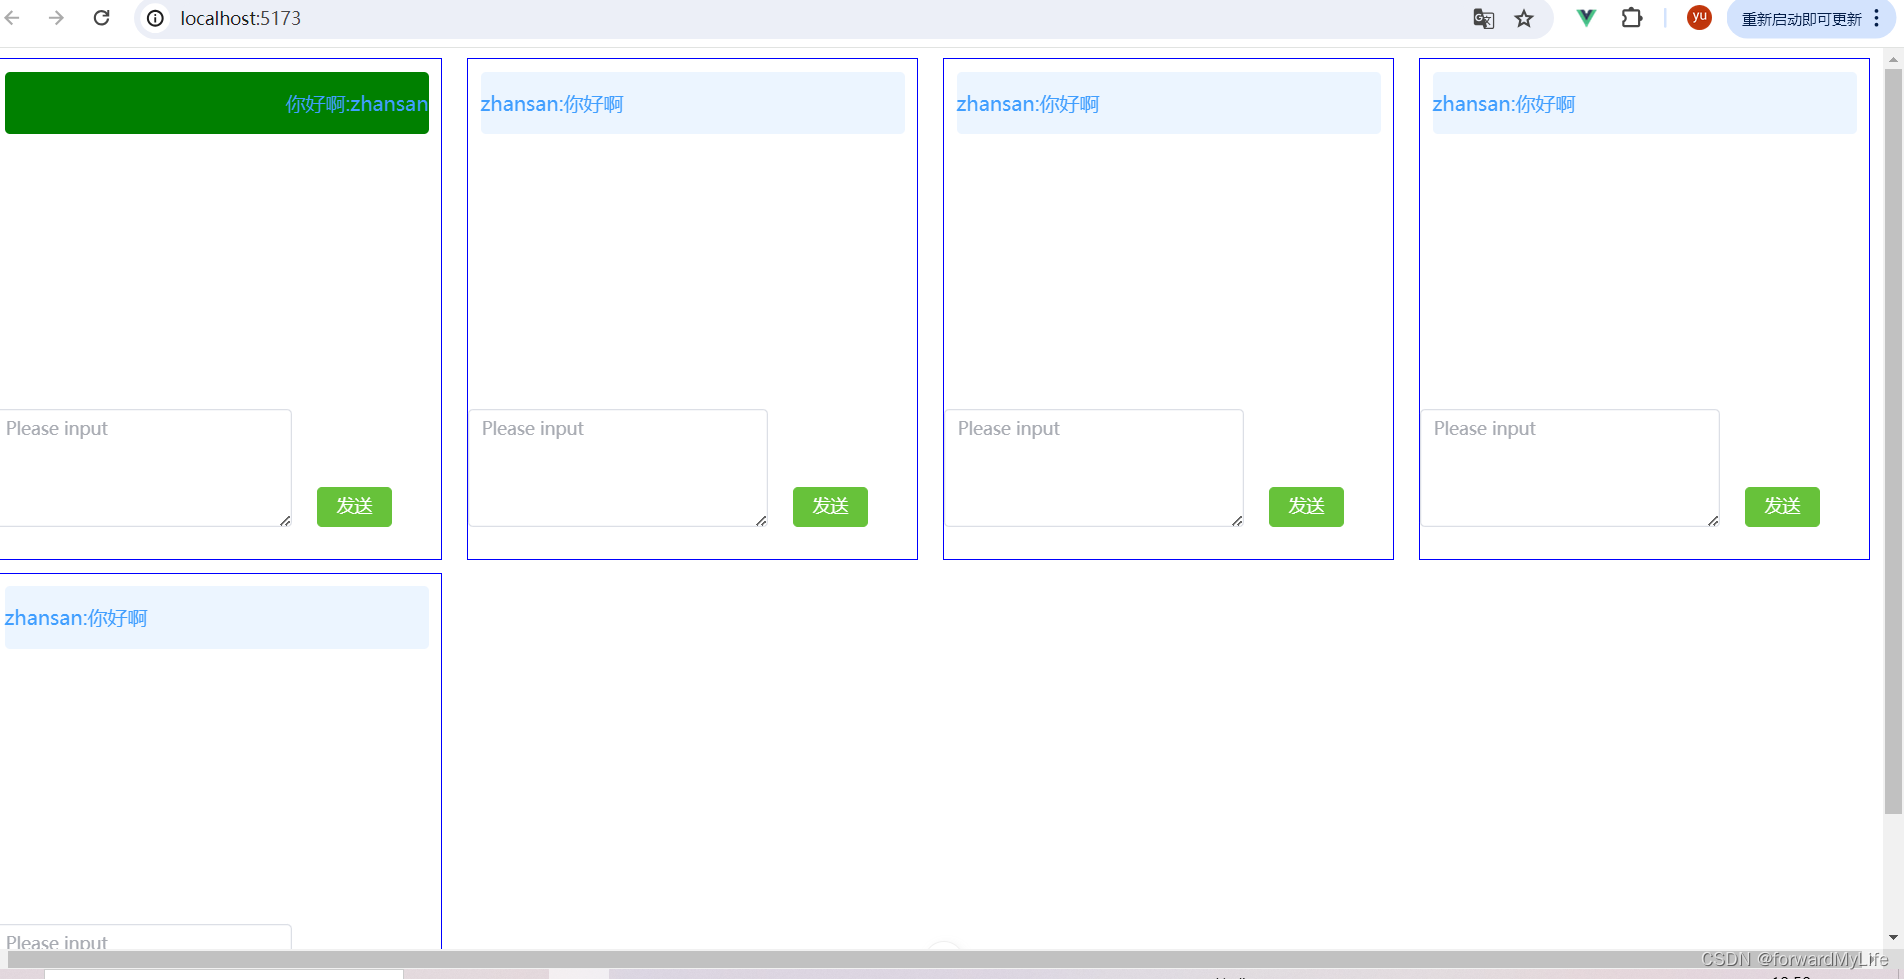 localhost:5173
yu
重新启动即可更新
你好啊:zhansan
zhansan:你好啊
zhansan:你好啊
zhansan:你好啊
Please input
发送
Please input
发送
Please input
发送
Please input
发送
zhansan:你好啊
Please input
CSDN @forwardMyLife